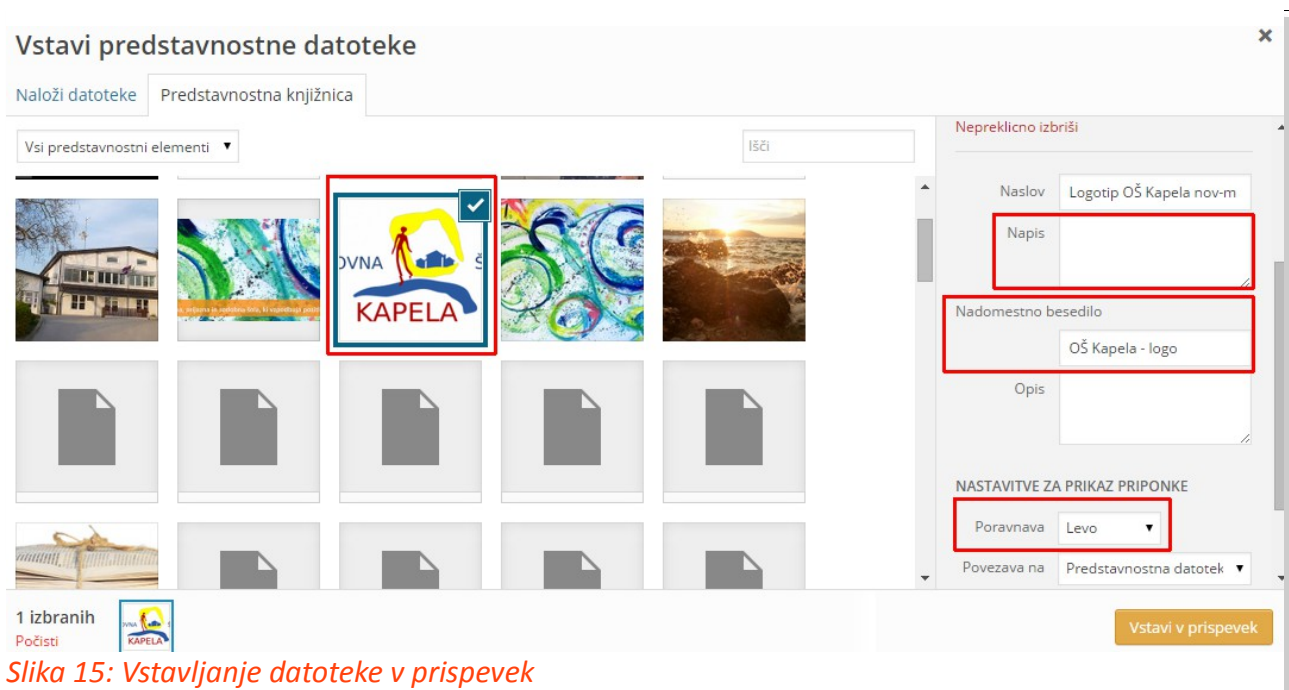 Vstavi predstavnostne datoteke
Naloži datoteke Predstavnostna knjižnica
Vsi predstavnostni elementi
Išči
OVNA Š
KAPELA
Nepreklicno izbriši
Naslov Logotip OŠ Kapela nov-m
Napis
Nadomestno besedilo
OŠ Kapela - logo
Opis
NASTAVITVE ZA PRIKAZ PRIPONKE
Poravnava Levo
Povezava na Predstavnostna datotek
1 izbranih
Počisti
KAPELA
Vstavi v prispevek
Slika 15: Vstavljanje datoteke v prispevek